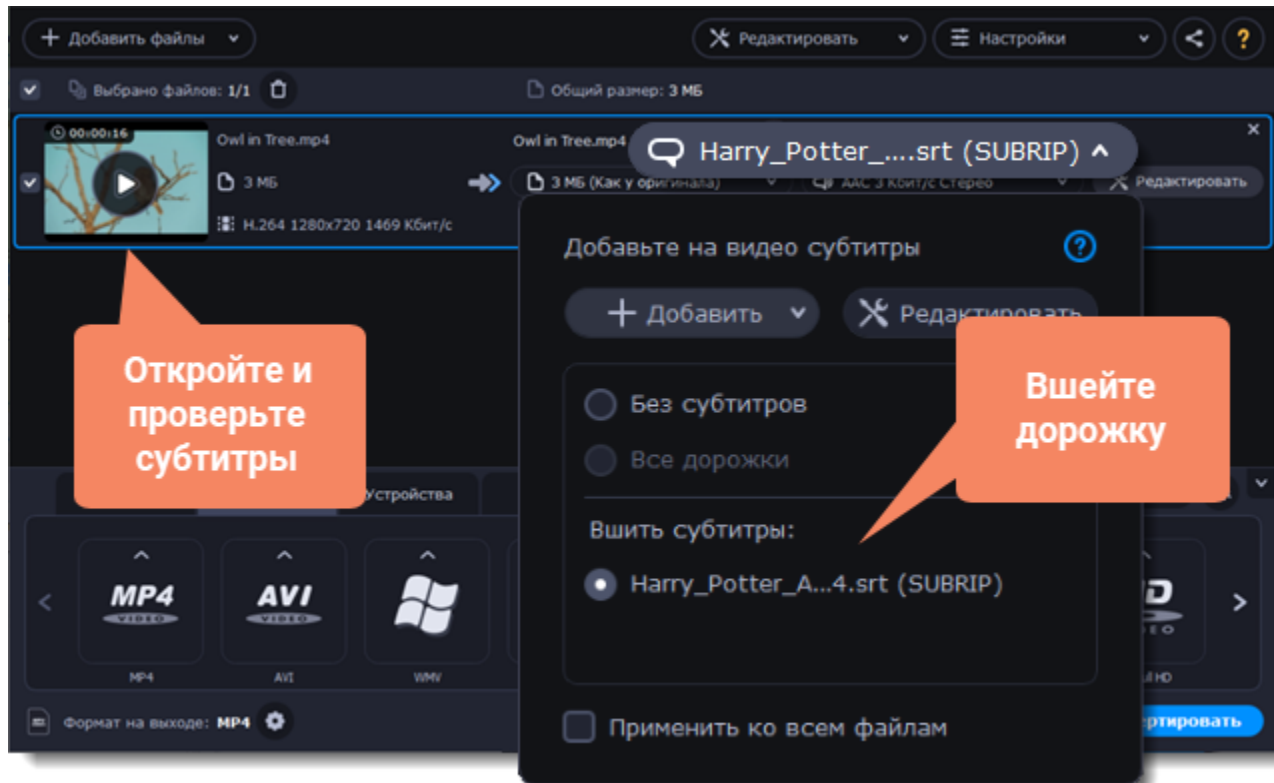 Добавить файлы
Редактировать
Настройки
?
Выбрано файлов: 1/1
Общий размер: 3 МБ
00:00:16
Owl in Tree.mp4
Owl in Tree.mp4
Harry_Potter_....srt (SUBRIP)
3 МБ
3 МБ (Как у оригинала)
AAC 3 Кбит/с Стерео
Редактировать
H.264 1280x720 1469 Кбит/с
Добавьте на видео субтитры
?
Добавить
Редактировать
Откройте и
проверьте
субтитры
Вшейте
дорожку
Без субтитров
Все дорожки
Устройства
Вшить субтитры:
Harry_Potter_A...4.srt (SUBRIP)
MP4
VIDEO
AVI
VIDEO
MP4
AVI
WMV
HD
Применить ко всем файлам
Формат на выходе: MP4